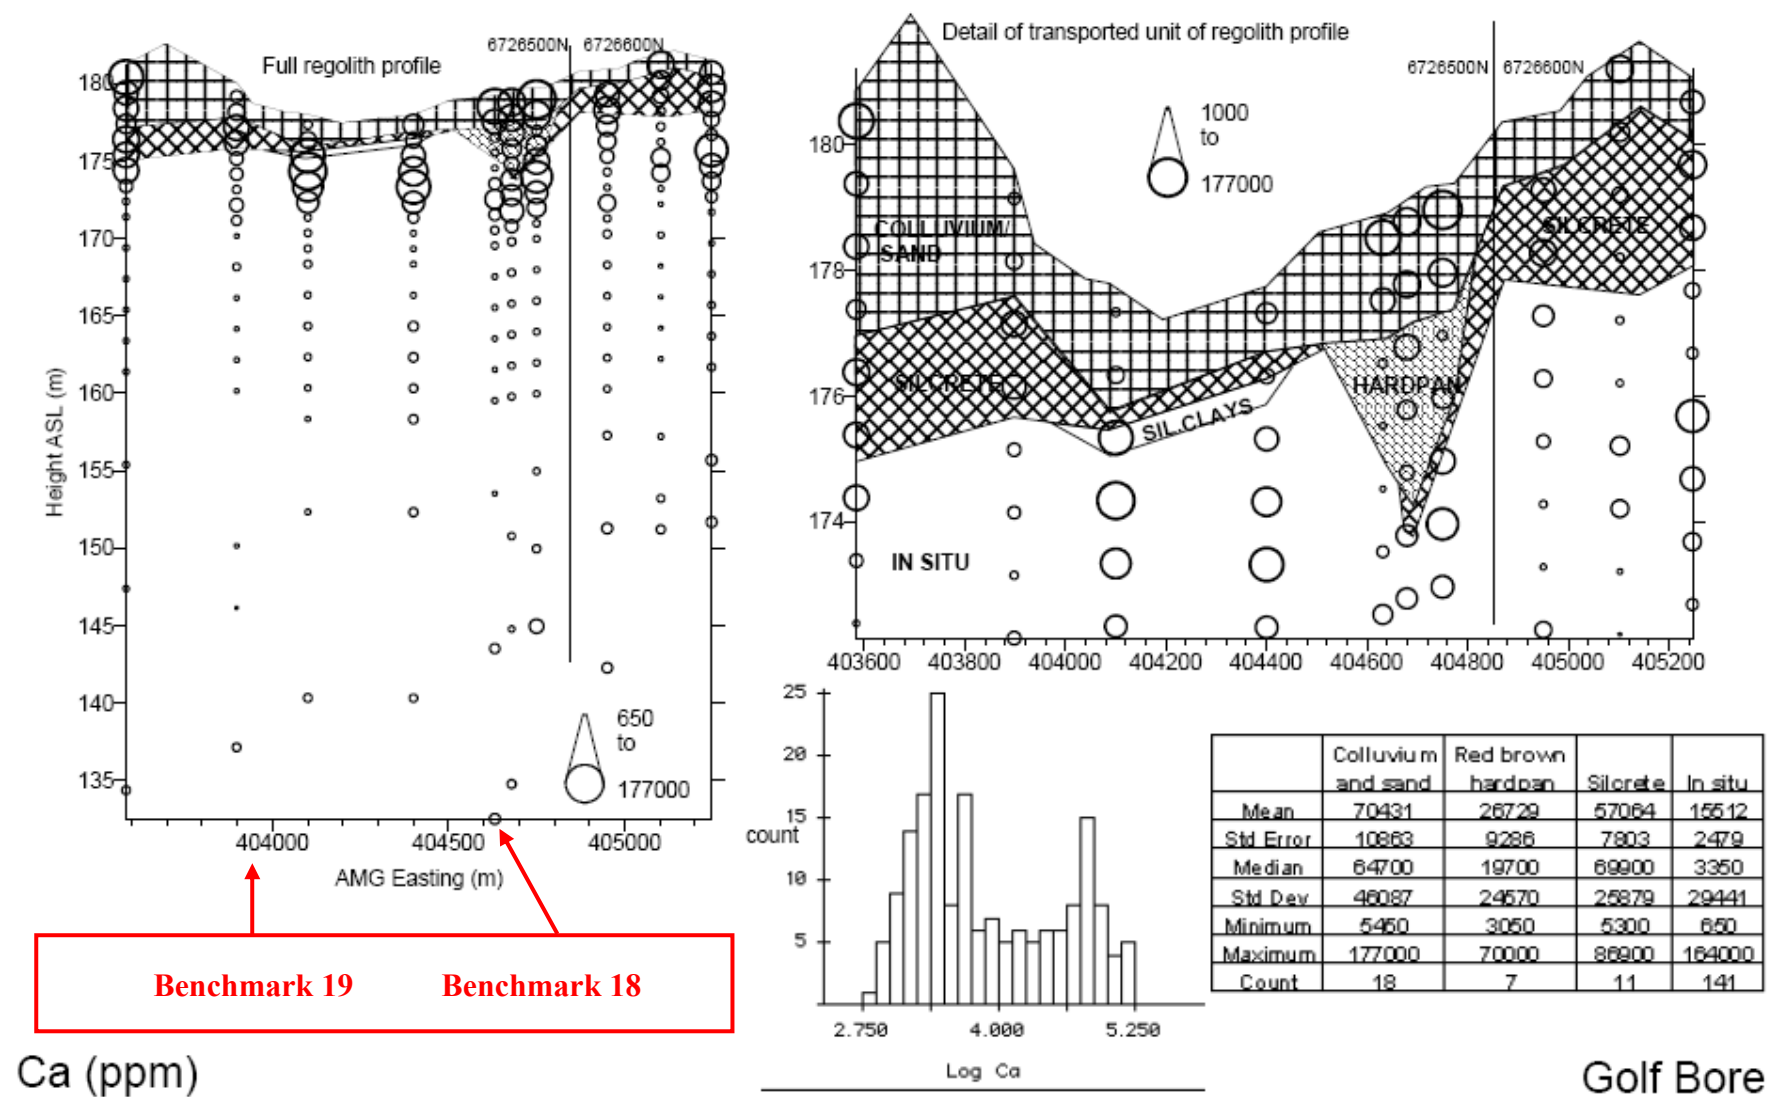 Full regolith profile
6726500N 6726600N
180
175
170
165
160
155
150
145
140
135
Height ASL (m)
650
to
177000
404000 404500 405000
AMG Easting (m)
Benchmark 19 Benchmark 18
Ca (ppm)
Detail of transported unit of regolith profile
6726500N 6726600N
1000
to
177000
180
178
176
174
COLLUVIUM/
SAND
SILCRETE
SILCRETE
HARDPAN
SIL.CLAYS
IN SITU
403600 403800 404000 404200 404400 404600 404800 405000 405200
25
20
15
10
5
count
2.750 4.000 5.250
Log Ca
Colluvium and sand Red brown hardpan Silcrete In situ
Mean 70431 26729 57064 15512
Std Error 10863 9286 7803 2479
Median 64700 19700 69900 3350
Std Dev 46087 24570 25879 29441
Minimum 5450 3050 5300 650
Maximum 177000 70000 86900 164000
Count 18 7 11 141
Golf Bore